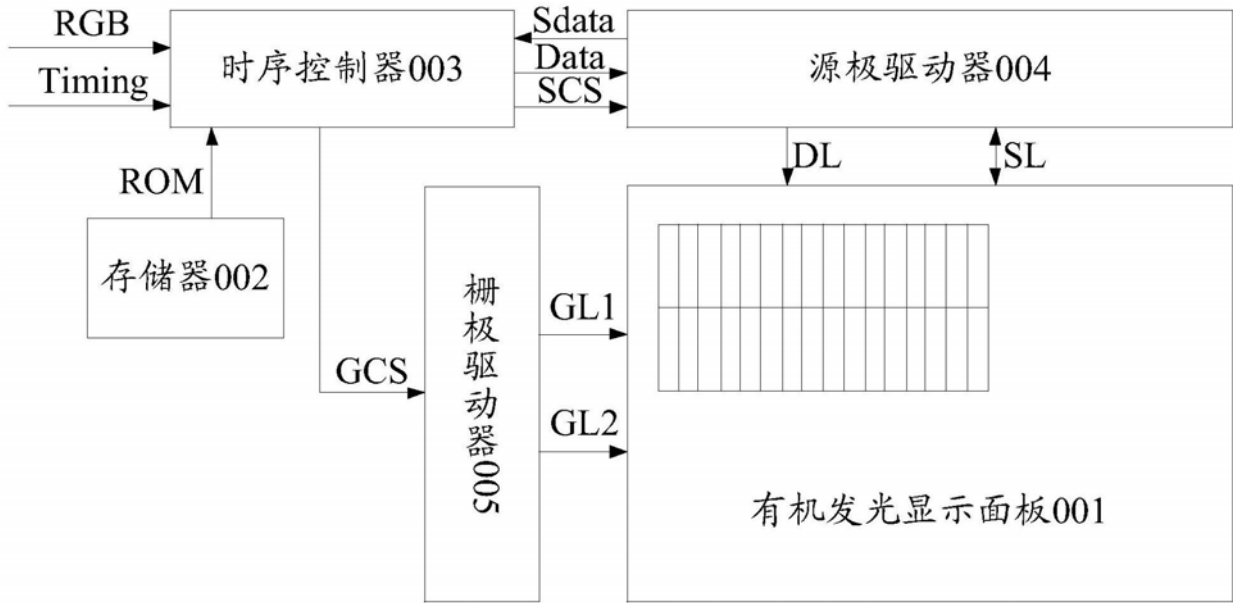 RGB
Timing
时序控制器003
Sdata
Data
SCS
源极驱动器004
ROM
DL
SL
存储器002
GCS
栅极驱动器005
GL1
GL2
有机发光显示面板001